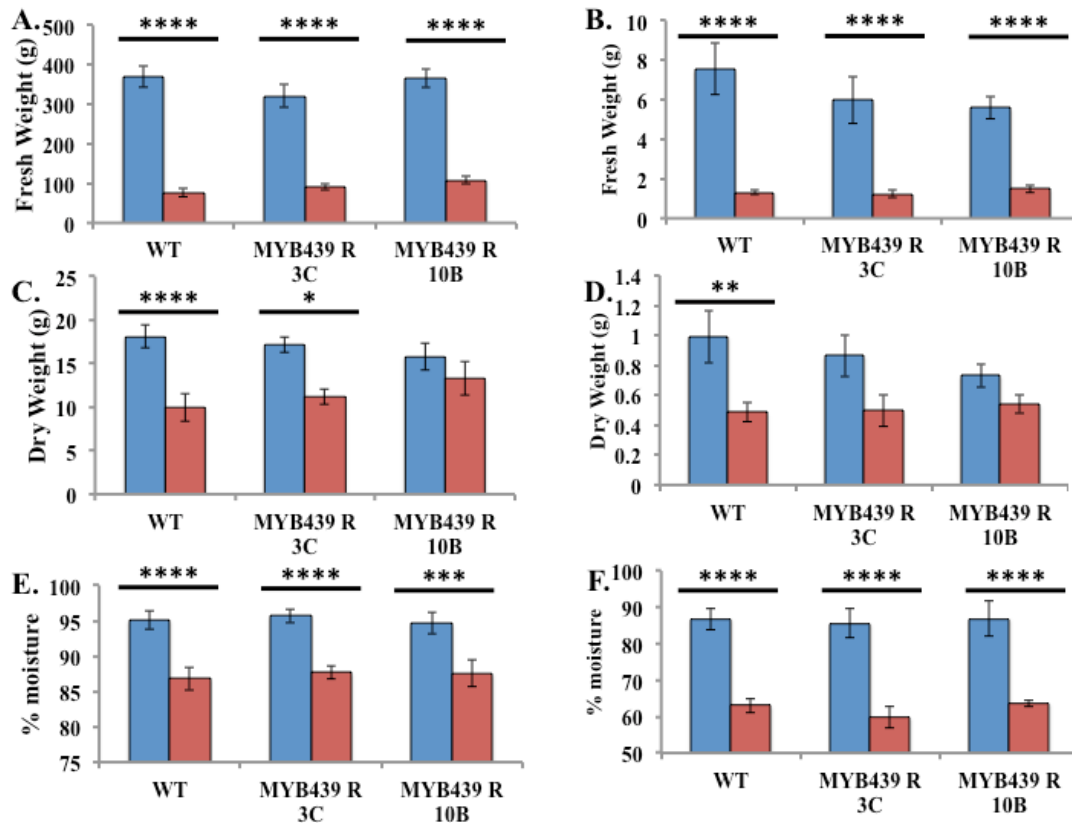 A.
Fresh Weight (g)
500
400
300
200
100
0
****
****
****
WT
MYB439 R
3C
MYB439 R
10B
B.
Fresh Weight (g)
10
8
6
4
2
0
****
****
****
WT
MYB439 R
3C
MYB439 R
10B
C.
Dry Weight (g)
25
20
15
10
5
0
****
*
WT
MYB439 R
3C
MYB439 R
10B
D.
Dry Weight (g)
1.4
1.2
1
0.8
0.6
0.4
0.2
0
**
WT
MYB439 R
3C
MYB439 R
10B
E.
% moisture
100
95
90
85
80
75
****
****
***
WT
MYB439 R
3C
MYB439 R
10B
F.
% moisture
100
90
80
70
60
50
****
****
****
WT
MYB439 R
3C
MYB439 R
10B